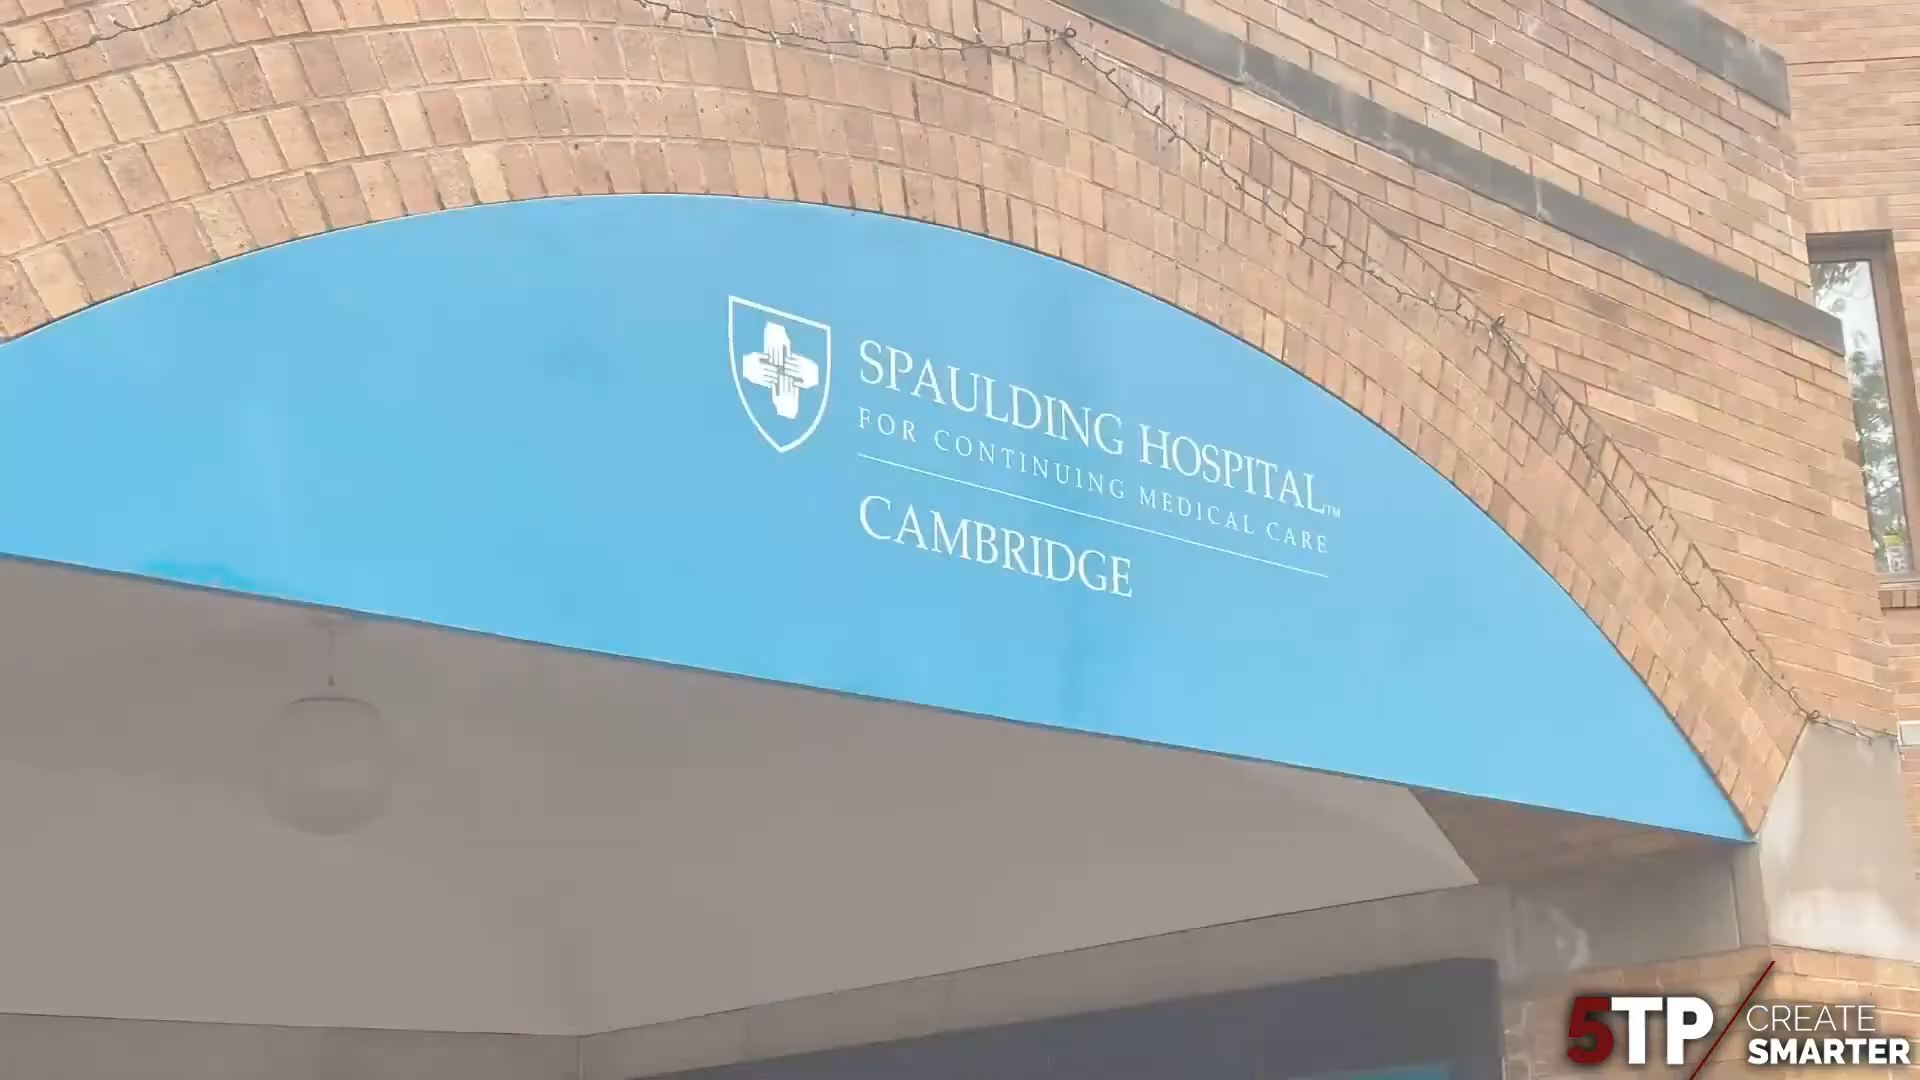 SPAULDING HOSPITAL™
FOR CONTINUING MEDICAL CARE
CAMBRIDGE
5TP
CREATE
SMARTER